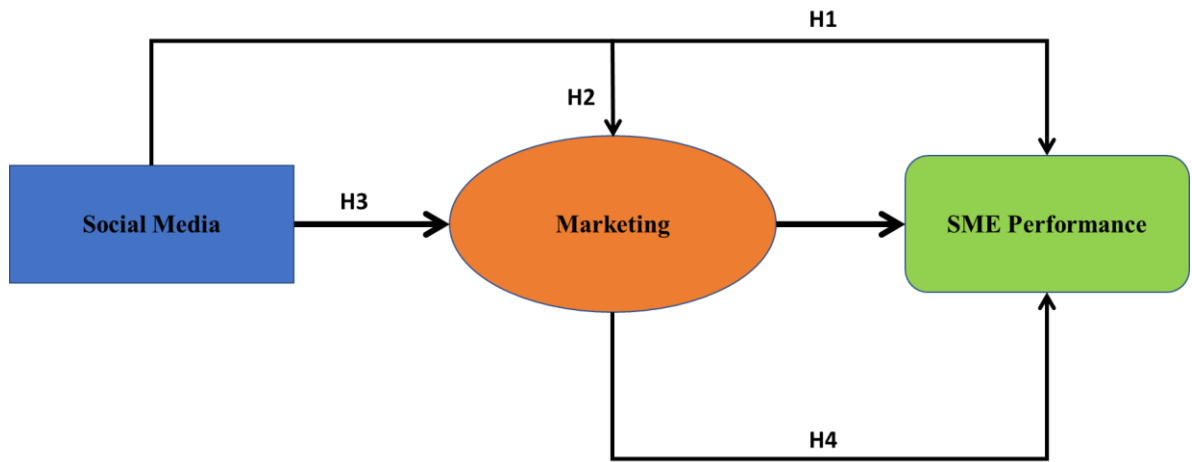 H1
H2
H3
Social Media
Marketing
SME Performance
H4